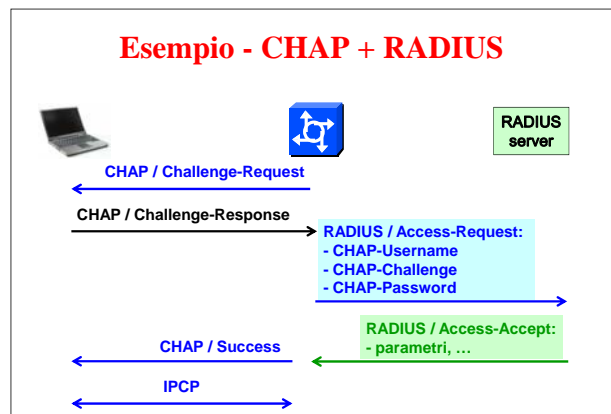 Esempio - CHAP + RADIUS
RADIUS
server
CHAP / Challenge-Request
CHAP / Challenge-Response
RADIUS / Access-Request:
- CHAP-Username
- CHAP-Challenge
- CHAP-Password
RADIUS / Access-Accept:
- parametri, …
CHAP / Success
IPCP